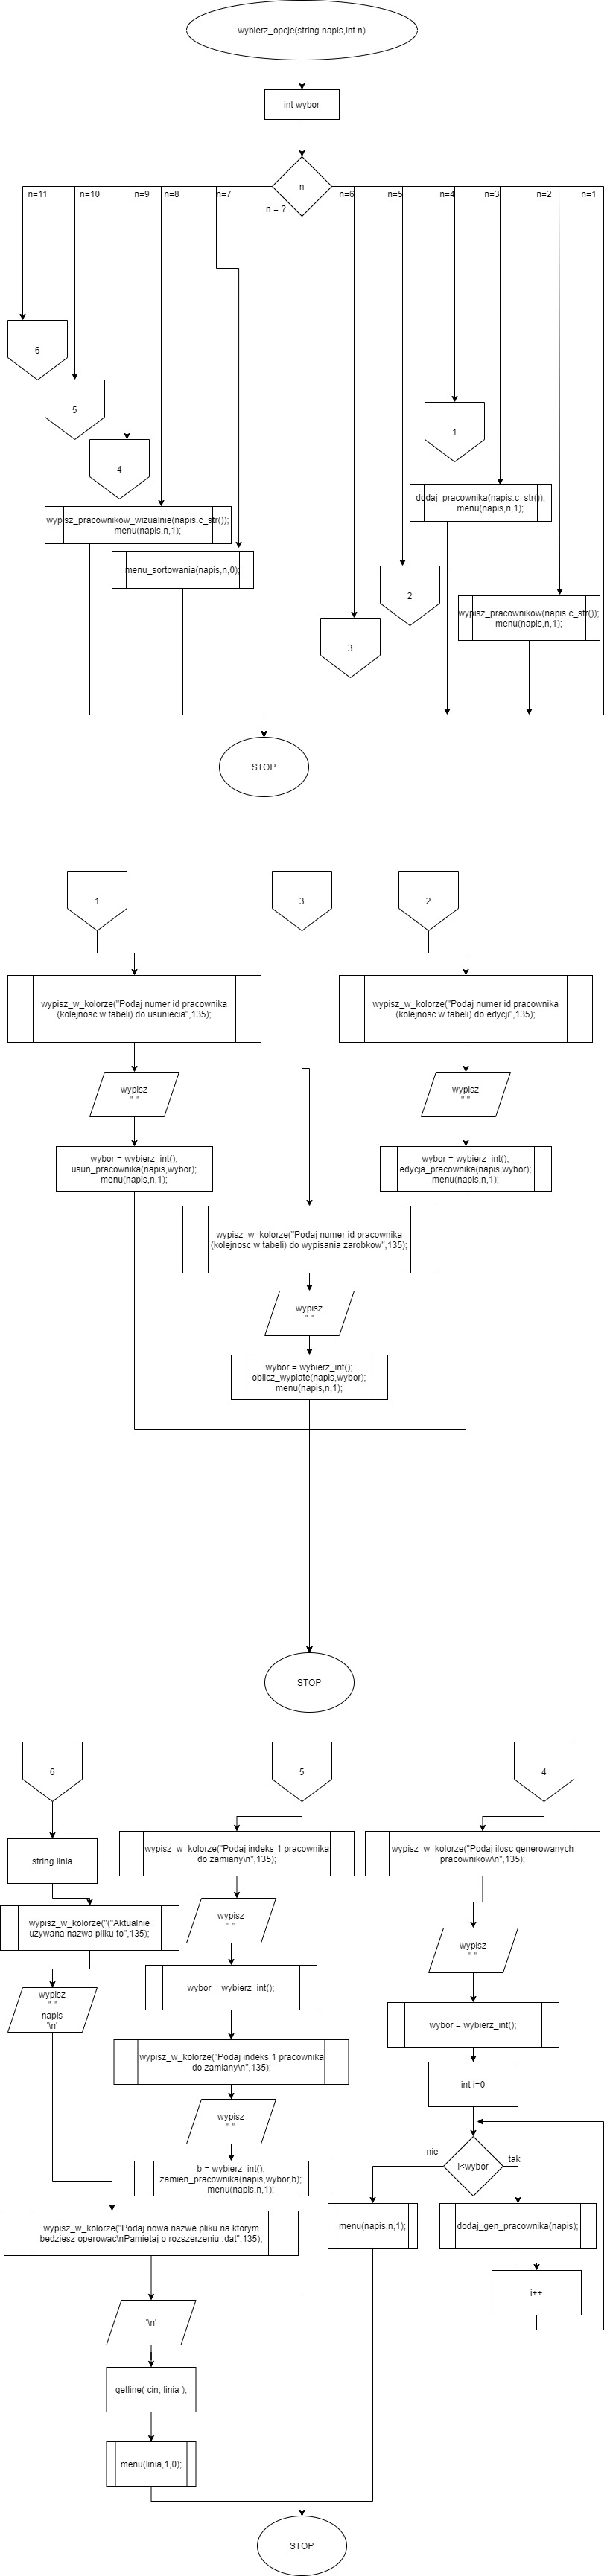 wybierz_opcje(string napis,int n)
int wybor
n
n=11
n=10
n=9
n=8
n=7
n = ?
n=6
n=5
n=4
n=3
n=2
n=1
6
5
4
1
wypisz_pracownikow_wizualnie(napis.c_str());
menu(napis,n,1);
dodaj_pracownika(napis.c_str());
menu(napis,n,1);
menu_sortowania(napis,n,0);
2
3
wypisz_pracownikow(napis.c_str());
menu(napis,n,1);
STOP
1
3
2
wypisz_w_kolorze("Podaj numer id pracownika
(kolejnosc w tabeli) do usuniecia",135);
wypisz
" "
wybor = wybierz_int();
usun_pracownika(napis,wybor);
menu(napis,n,1);
wypisz_w_kolorze("Podaj numer id pracownika
(kolejnosc w tabeli) do edycji",135);
wypisz
" "
wybor = wybierz_int();
edycja_pracownika(napis,wybor);
menu(napis,n,1);
wypisz_w_kolorze("Podaj numer id pracownika
(kolejnosc w tabeli) do wypisania zarobkow",135);
wypisz
" "
wybor = wybierz_int();
oblicz_wyplate(napis,wybor);
menu(napis,n,1);
STOP
6
5
4
string linia
wypisz_w_kolorze("("Aktualnie
uzywana nazwa pliku to",135);
wypisz
" "
napis
'\n'
wypisz_w_kolorze("Podaj indeks 1 pracownika
do zamiany\n",135);
wypisz
" "
wybor = wybierz_int();
wypisz_w_kolorze("Podaj indeks 1 pracownika
do zamiany\n",135);
wypisz
" "
b = wybierz_int();
zamien_pracownika(napis,wybor,b);
menu(napis,n,1);
wypisz_w_kolorze("Podaj ilosc generowanych
pracownikow\n",135);
wypisz
" "
wybor = wybierz_int();
int i=0
nie
i<wybor
tak
menu(napis,n,1);
dodaj_gen_pracownika(napis);
i++
wypisz_w_kolorze("Podaj nowa nazwe pliku na ktorym
bedziesz operowac\nPamietaj o rozszerzeniu .dat",135);
'\n'
getline( cin, linia );
menu(linia,1,0);
STOP